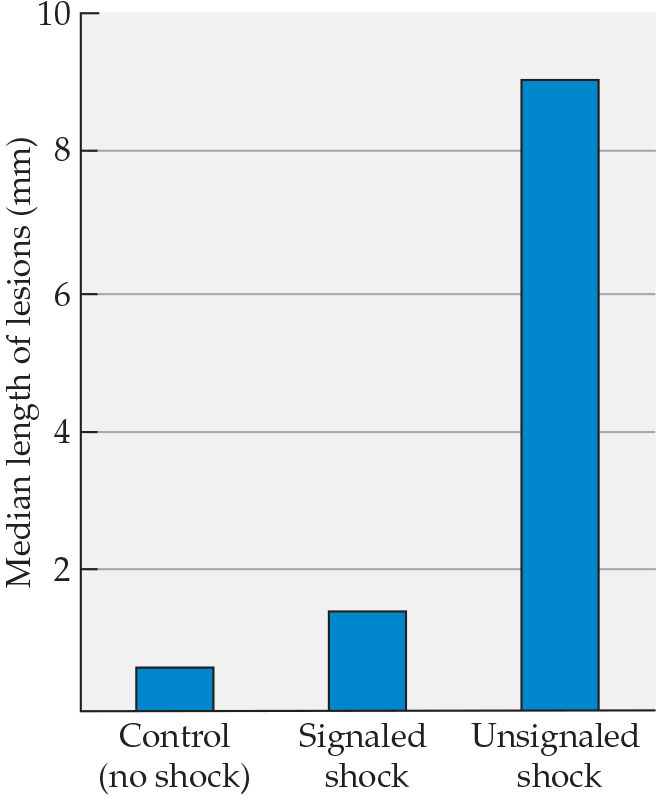 Median length of lesions (mm)
10
8
6
4
2
Control
(no shock)
Signaled
shock
Unsignaled
shock